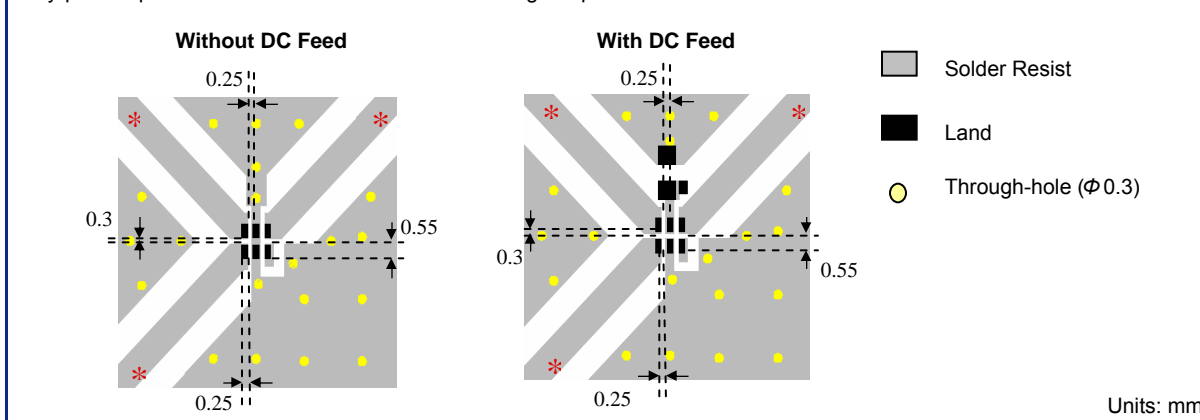 Without DC Feed
0.25
*
*
0.3
0.55
*
0.25
With DC Feed
0.25
*
*
0.3
0.55
*
0.25
Solder Resist
Land
Through-hole (Φ 0.3)
Units: mm